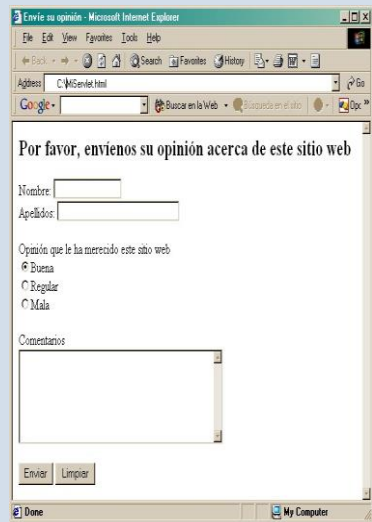 Envíe su opinión - Microsoft Internet Explorer
File Edit View Favorites Tools Help
Back Search Favorites History
Address C:\MiServlet.html Go
Google Buscar en la Web Búsqueda en el sitio »
Por favor, envíenos su opinión acerca de este sitio web
Nombre:
Apellidos:
Opinión que le ha merecido este sitio web
Buena
Regular
Mala
Comentarios
Enviar Limpiar
Done My Computer